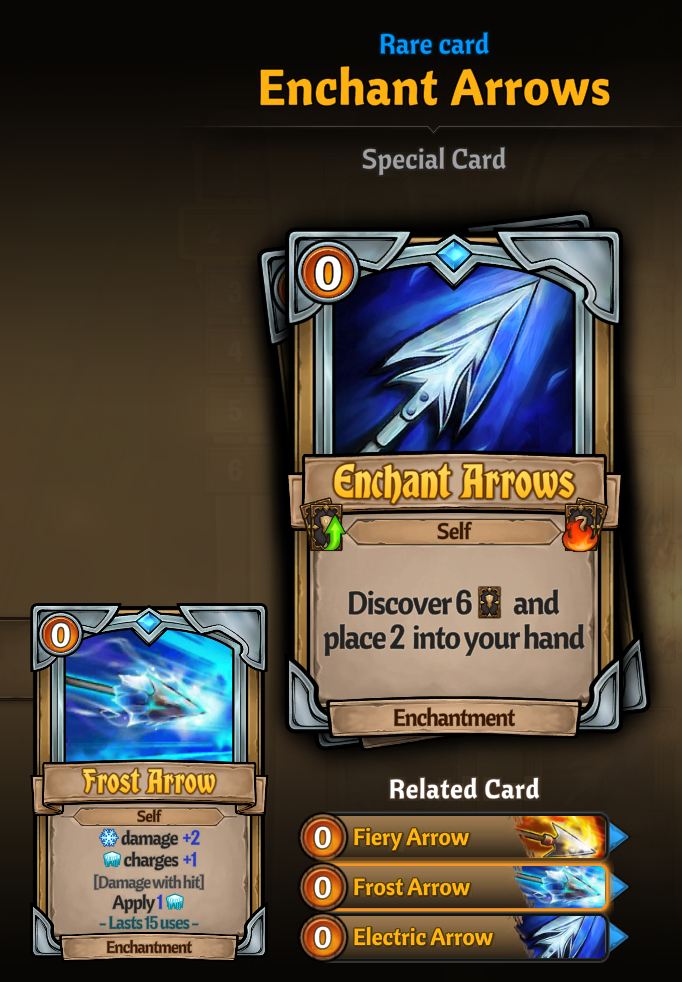 Rare card
Enchant Arrows
Special Card
0
Enchant Arrows
Self
Discover 6 and
place 2 into your hand
Enchantment
0
Frost Arrow
Self
damage +2
charges +1
[Damage with hit]
Apply 1
- Lasts 15 uses -
Enchantment
Related Card
0 Fiery Arrow
0 Frost Arrow
0 Electric Arrow